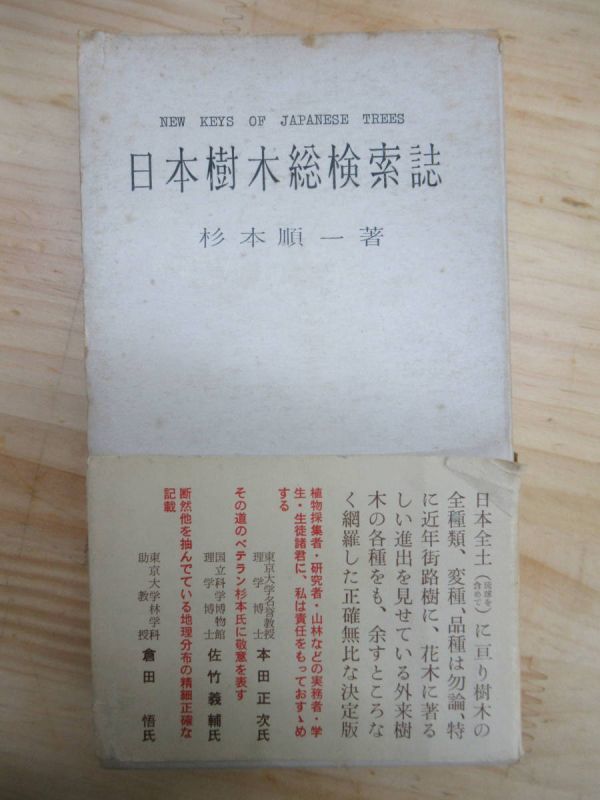 NEW KEYS OF JAPANESE TREES
日本樹木総検索誌
杉本順一著
日本全土(琉球を含めて)に亘り樹木の
全種類、変種、品種は勿論、特
に近年街路樹に、花木に著る
しい進出を見せている外来樹
木の各種をも、余すところな
く網羅した正確無比な決定版
植物採集者・研究者・山林などの実務者・学
生・生徒諸君に、私は責任をもっておすゝめ
する
東京大学名誉教授
理学博士
本田正次氏
その道のベテラン杉本氏に敬意を表す
国立科学博物館
理学博士
佐竹義輔氏
断然他を抽んでている地理分布の精細正確な
記載
東京大学林学科
助教授
倉田悟氏